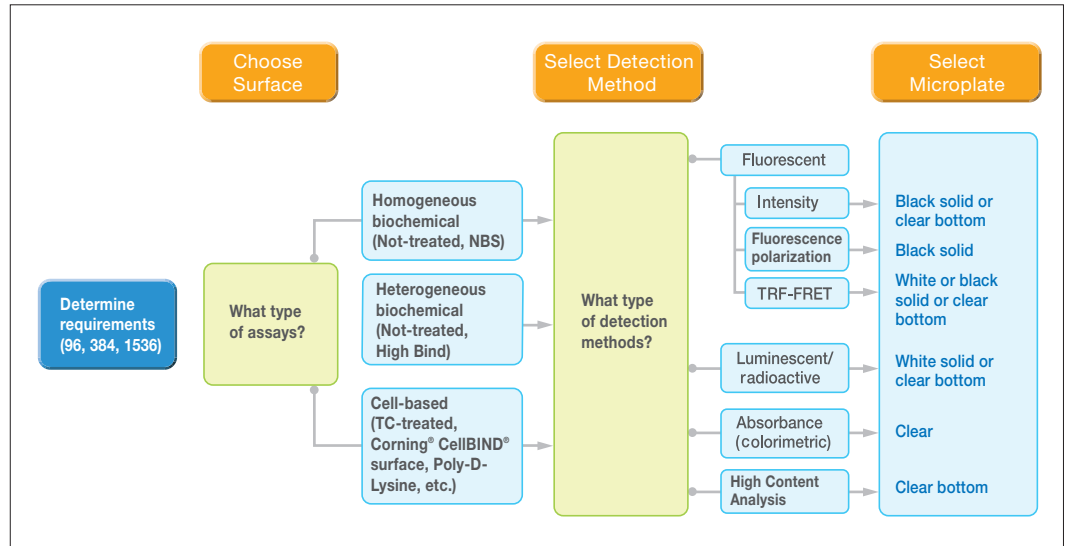 Choose
Surface
Select Detection
Method
Select
Microplate
Determine
requirements
(96, 384, 1536)
What type
of assays?
Homogeneous
biochemical
(Not-treated, NBS)
Heterogeneous
biochemical
(Not-treated,
High Bind)
Cell-based
(TC-treated,
Corning® CellBIND®
surface, Poly-D-
Lysine, etc.)
What type
of detection
methods?
Fluorescent
Intensity
Black solid or
clear bottom
Fluorescence
polarization
Black solid
TRF-FRET
White or black
solid or clear
bottom
Luminescent/
radioactive
White solid or
clear bottom
Absorbance
(colorimetric)
Clear
High Content
Analysis
Clear bottom